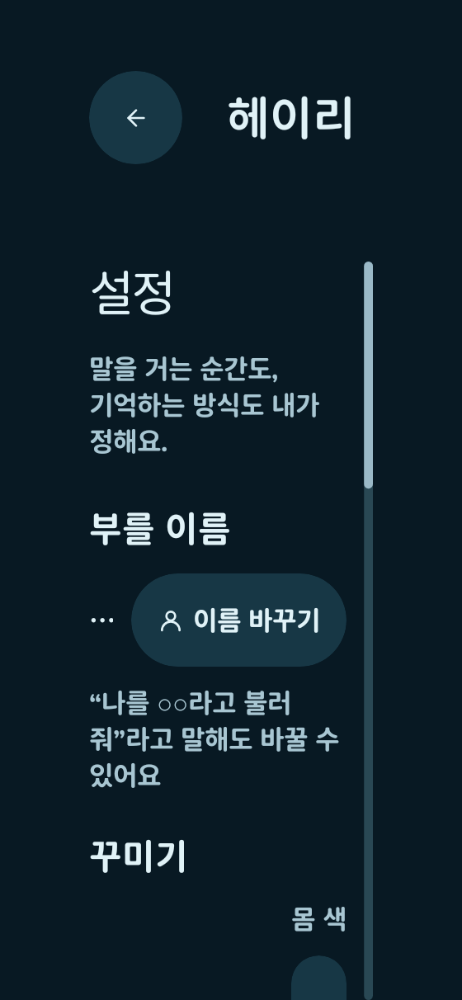 헤이리
설정
말을 거는 순간도,
기억하는 방식도 내가
정해요.
부를 이름
... 이름 바꾸기
“나를 ○○라고 불러
줘”라고 말해도 바꿀 수
있어요
꾸미기
몸 색